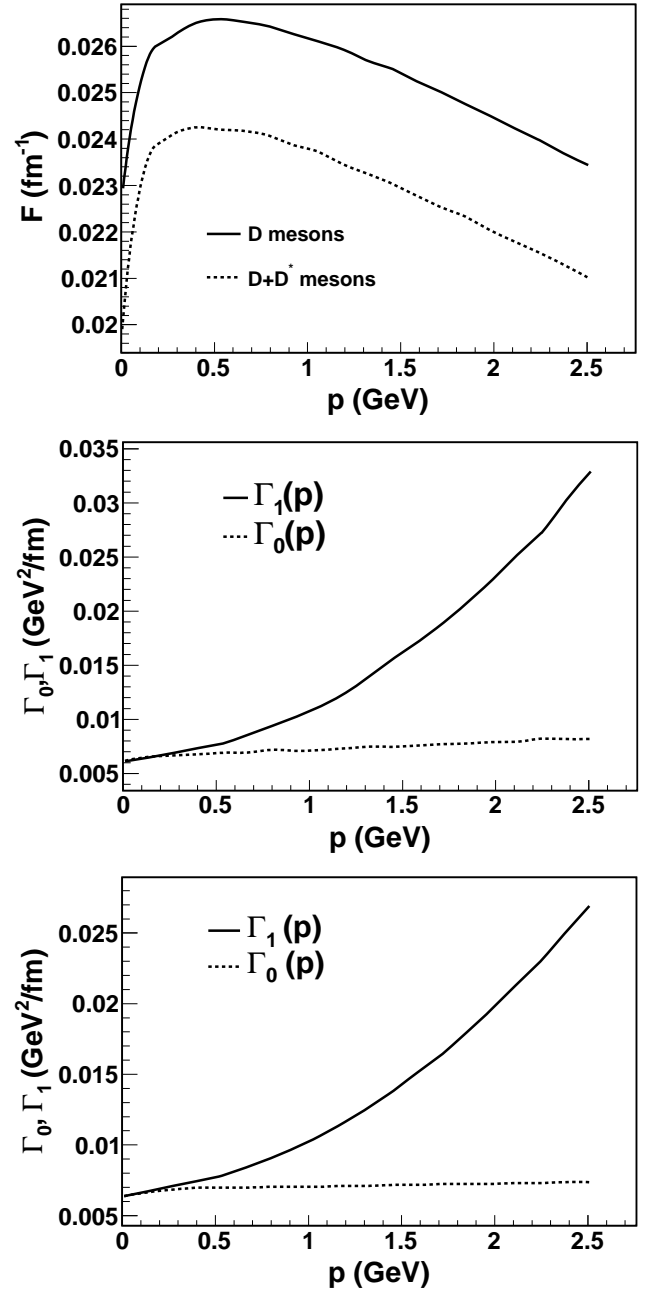 F (fm⁻¹)
0.026
0.025
0.024
0.023
0.022
0.021
0.02
D mesons
D+D* mesons
0 0.5 1 1.5 2 2.5
p (GeV)
Γ₀,Γ₁ (GeV²/fm)
0.035
0.03
0.025
0.02
0.015
0.01
0.005
Γ₁(p)
Γ₀(p)
0 0.5 1 1.5 2 2.5
p (GeV)
Γ₀, Γ₁ (GeV²/fm)
0.025
0.02
0.015
0.01
0.005
Γ₁ (p)
Γ₀ (p)
0 0.5 1 1.5 2 2.5
p (GeV)